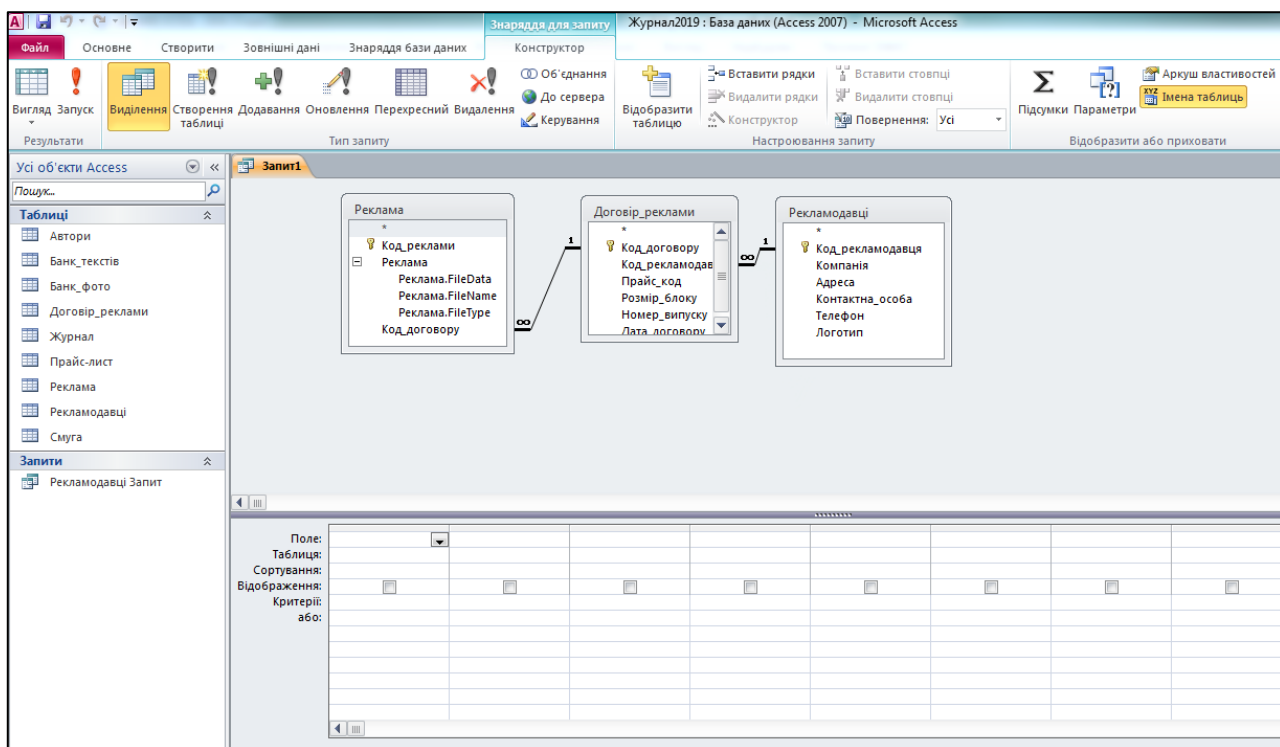 Знаряддя для запиту
Журнал2019 : База даних (Access 2007) - Microsoft Access
Файл Основне Створити Зовнішні дані Знаряддя бази даних Конструктор
Вигляд Запуск
Результати
Виділення Створення таблиці Додавання Оновлення Перехресний Видалення
Об'єднання
До сервера
Керування
Тип запиту
Відобразити таблицю
Вставити рядки
Видалити рядки
Конструктор
Вставити стовпці
Видалити стовпці
Повернення: Усі
Настроювання запиту
Підсумки Параметри
Аркуш властивостей
Імена таблиць
Відобразити або приховати
Усі об'єкти Access
Пошук...
Таблиці
Автори
Банк_текстів
Банк_фото
Договір_реклами
Журнал
Прайс-лист
Реклама
Рекламодавці
Смуга
Запити
Рекламодавці Запит
Запит1
Реклама
*
Код_реклами
Реклама
Реклама.FileData
Реклама.FileName
Реклама.FileType
Код_договору
∞
1
Договір_реклами
*
Код_договору
Код_рекламодав
Прайс_код
Розмір_блоку
Номер_випуску
Дата_договору
∞
1
Рекламодавці
*
Код_рекламодавця
Компанія
Адреса
Контактна_особа
Телефон
Логотип
Поле:
Таблиця:
Сортування:
Відображення:
Критерії:
або: